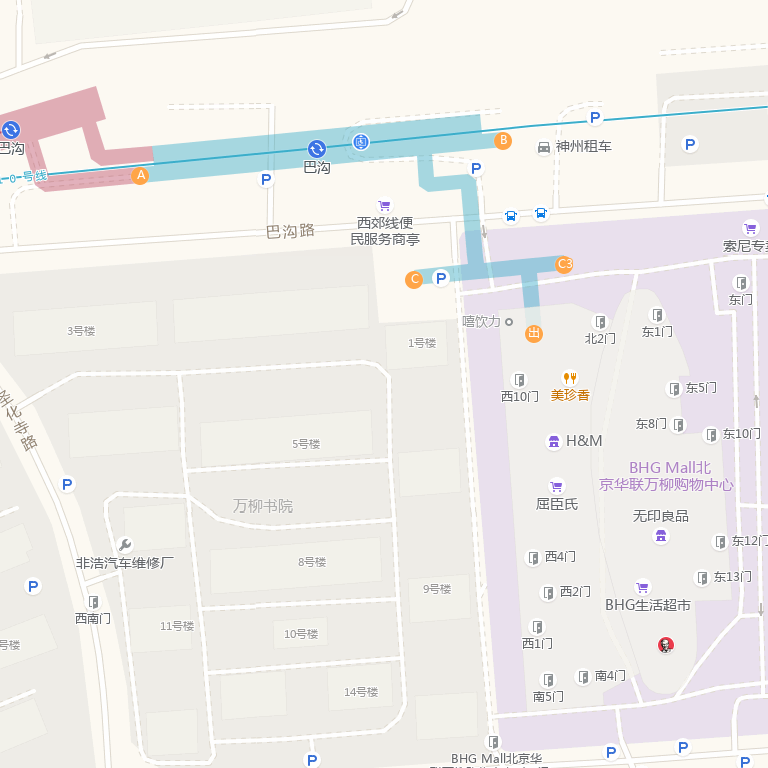 P
B
神州租车
P
巴沟
巴沟
P
10号线
A
P
西郊线便
民服务商亭
巴沟路
索尼专卖
C3
C
P
东门
3号楼
嘻饮力
出
北2门
东1门
1号楼
美珍香
西10门
东5门
圣化寺路
东8门
东10门
5号楼
H&M
BHG Mall北
京华联万柳购物中心
P
屈臣氏
万柳书院
无印良品
非浩汽车维修厂
8号楼
西4门
东12门
P
9号楼
西2门
东13门
西南门
BHG生活超市
11号楼
10号楼
西1门
号楼
14号楼
南5门
南4门
P
BHG Mall北京华
P
P
P